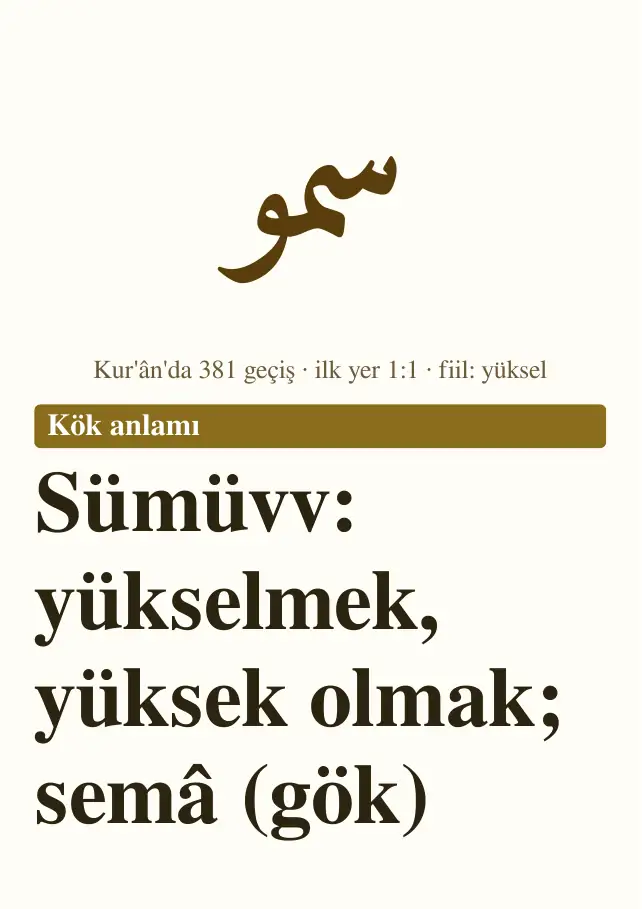 سمو
Kur'ân'da 381 geçiş · ilk yer 1:1 · fiil: yüksel
Kök anlamı
Sümüvv:
yükselmek,
yüksek olmak;
semâ (gök)